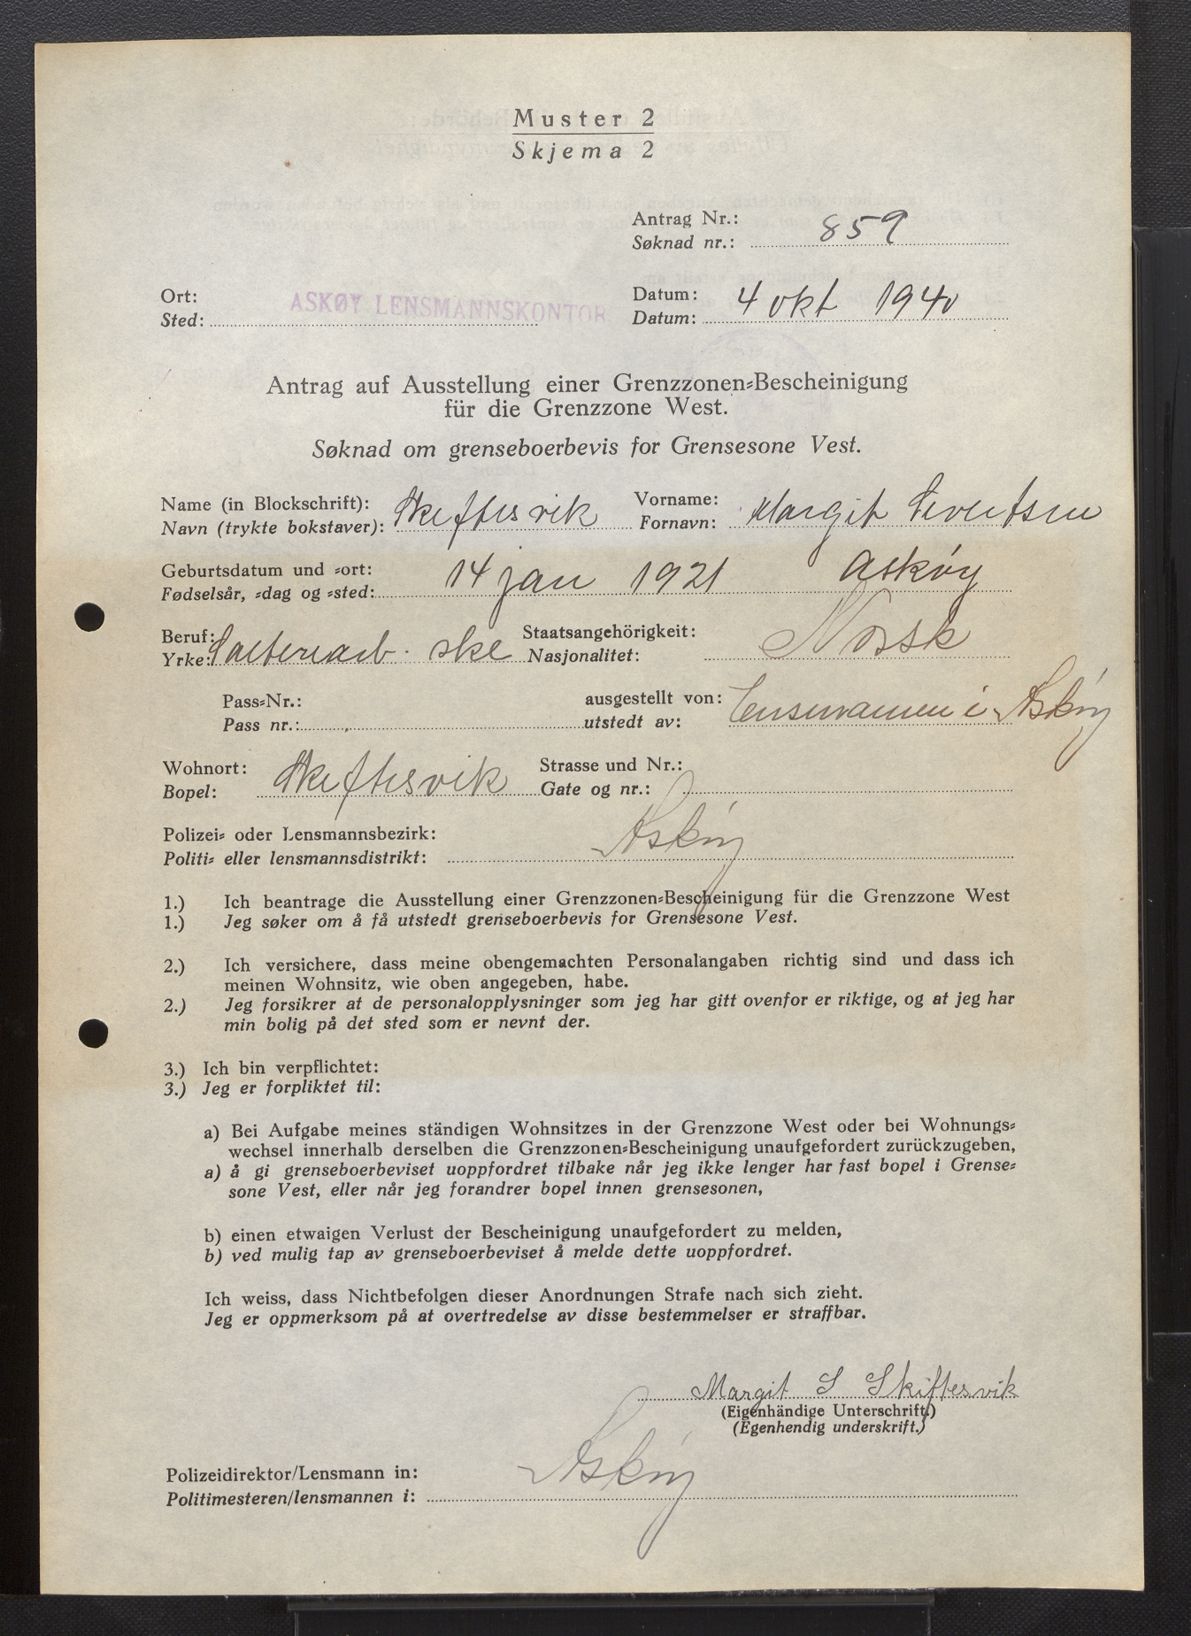 Muster 2
Skjema 2
Antrag Nr.:
Søknad nr.: 859
Ort:
Sted: ASKØY LENSMANNSKONTOR
Datum:
Datum: 4 okt 1940
Antrag auf Ausstellung einer Grenzzonen=Bescheinigung
für die Grenzzone West.
Søknad om grenseboerbevis for Grensesone Vest.
Name (in Blockschrift):
Navn (trykte bokstaver): Skiftesvik
Vorname:
Fornavn: Margit Sivertsen
Geburtsdatum und =ort:
Fødselsår, =dag og =sted: 14 jan 1921 Askøy
Beruf:
Yrke: arb. ske
Staatsangehörigkeit:
Nasjonalitet: Norsk
Pass=Nr.:
Pass nr.:
ausgestellt von:
utstedt av: Lensmannen i Askøy
Wohnort:
Bopel: Skiftesvik
Strasse und Nr.:
Gate og nr.:
Polizei= oder Lensmannsbezirk:
Politi= eller lensmannsdistrikt: Askøy
1.) Ich beantrage die Ausstellung einer Grenzzonen=Bescheinigung für die Grenzzone West
1.) Jeg søker om å få utstedt grenseboerbevis for Grensesone Vest.
2.) Ich versichere, dass meine obengemachten Personalangaben richtig sind und dass ich
meinen Wohnsitz, wie oben angegeben, habe.
2.) Jeg forsikrer at de personalopplysninger som jeg har gitt ovenfor er riktige, og at jeg har
min bolig på det sted som er nevnt der.
3.) Ich bin verpflichtet:
3.) Jeg er forpliktet til:
a) Bei Aufgabe meines ständigen Wohnsitzes in der Grenzzone West oder bei Wohnungs=
wechsel innerhalb derselben die Grenzzonen=Bescheinigung unaufgefordert zurückzugeben,
a) å gi grenseboerbeviset uoppfordret tilbake når jeg ikke lenger har fast bopel i Grense=
sone Vest, eller når jeg forandrer bopel innen grensesonen,
b) einen etwaigen Verlust der Bescheinigung unaufgefordert zu melden,
b) ved mulig tap av grenseboerbeviset å melde dette uoppfordret.
Ich weiss, dass Nichtbefolgen dieser Anordnungen Strafe nach sich zieht.
Jeg er oppmerksom på at overtredelse av disse bestemmelser er straffbar.
Margit S Skiftesvik
(Eigenhändige Unterschrift.)
(Egenhendig underskrift.)
Polizeidirektor/Lensmann in:
Politimesteren/lensmannen i: Askøy